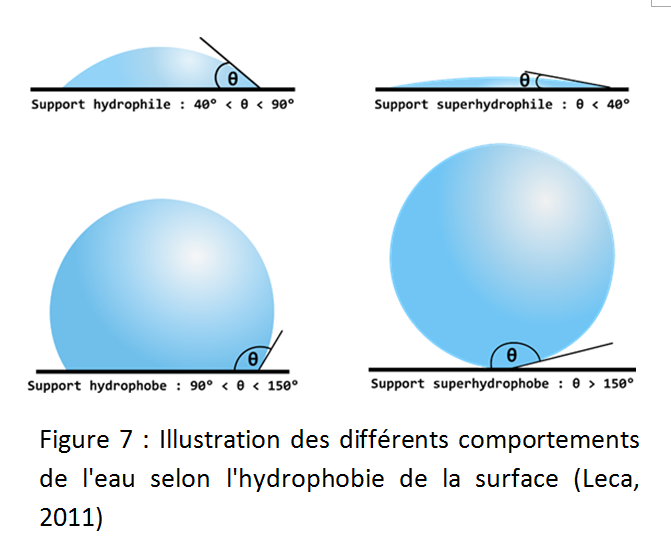 θ
Support hydrophile : 40° < θ < 90°
θ
Support superhydrophile : θ < 40°
θ
Support hydrophobe : 90° < θ < 150°
θ
Support superhydrophobe : θ > 150°
Figure 7 : Illustration des différents comportements
de l'eau selon l'hydrophobie de la surface (Leca,
2011)